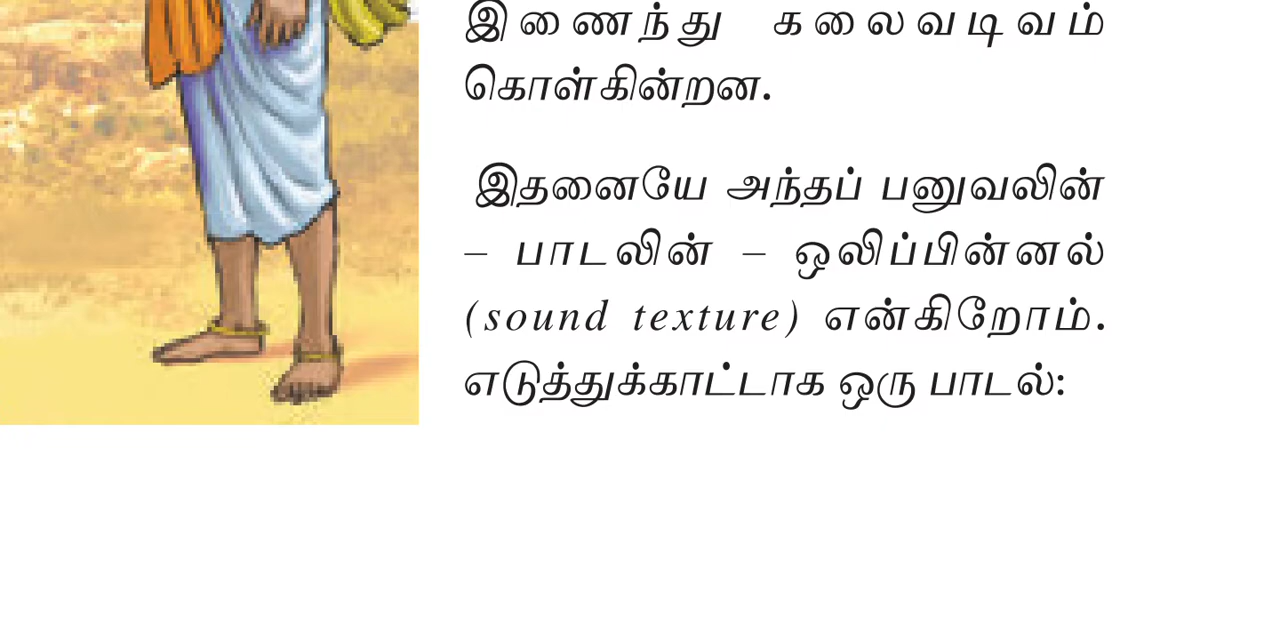 இணைந்து கலைவடிவம்
கொள்கின்றன.
இதனையே அந்தப் பனுவலின்
– பாடலின் – ஒலிப்பின்னல்
(sound texture) என்கிறோம்.
எடுத்துக்காட்டாக ஒரு பாடல்: